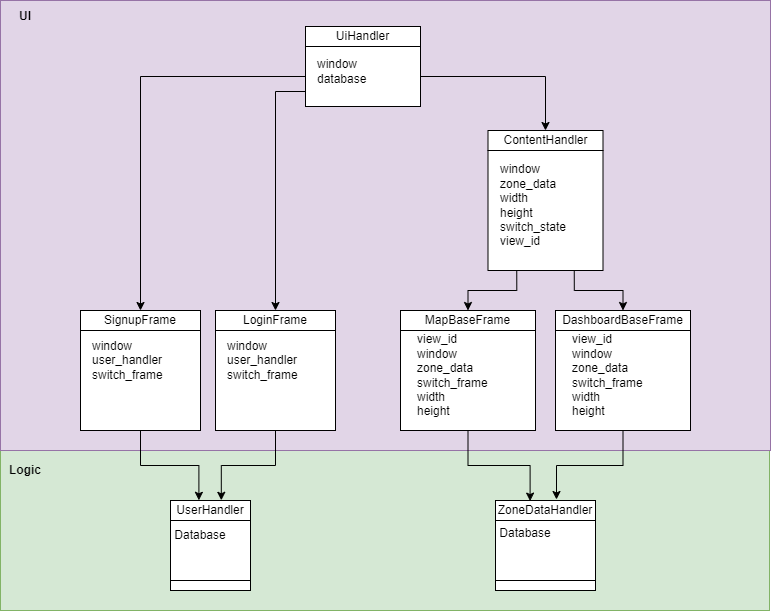 UI
UiHandler
window
database
ContentHandler
window
zone_data
width
height
switch_state
view_id
SignupFrame
window
user_handler
switch_frame
LoginFrame
window
user_handler
switch_frame
MapBaseFrame
view_id
window
zone_data
switch_frame
width
height
DashboardBaseFrame
view_id
window
zone_data
switch_frame
width
height
Logic
UserHandler
Database
ZoneDataHandler
Database